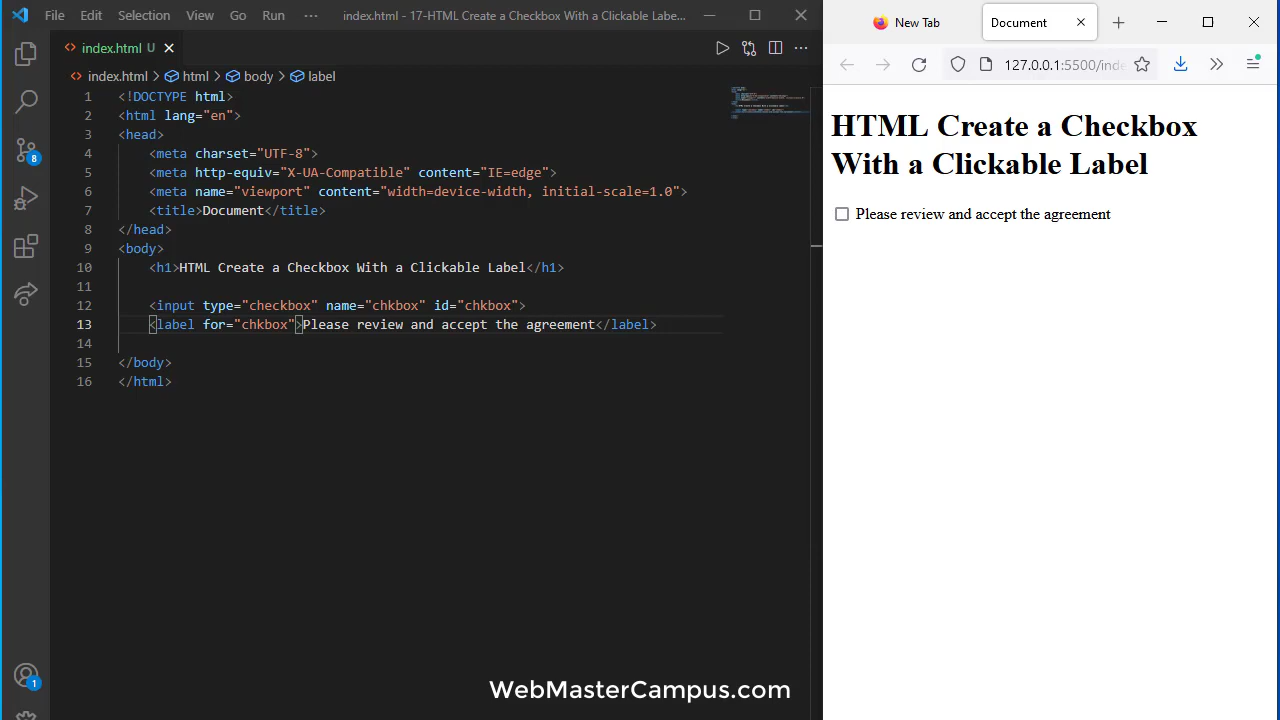 File Edit Selection View Go Run ··· index.html - 17-HTML Create a Checkbox With a Clickable Labe...
index.html U
index.html > html > body > label
1 <!DOCTYPE html>
2 <html lang="en">
3 <head>
4 <meta charset="UTF-8">
5 <meta http-equiv="X-UA-Compatible" content="IE=edge">
6 <meta name="viewport" content="width=device-width, initial-scale=1.0">
7 <title>Document</title>
8 </head>
9 <body>
10 <h1>HTML Create a Checkbox With a Clickable Label</h1>
11
12 <input type="checkbox" name="chkbox" id="chkbox">
13 <label for="chkbox">Please review and accept the agreement</label>
14
15 </body>
16 </html>
8
1
WebMasterCampus.com
New Tab
Document
127.0.0.1:5500/inde
HTML Create a Checkbox
With a Clickable Label
Please review and accept the agreement